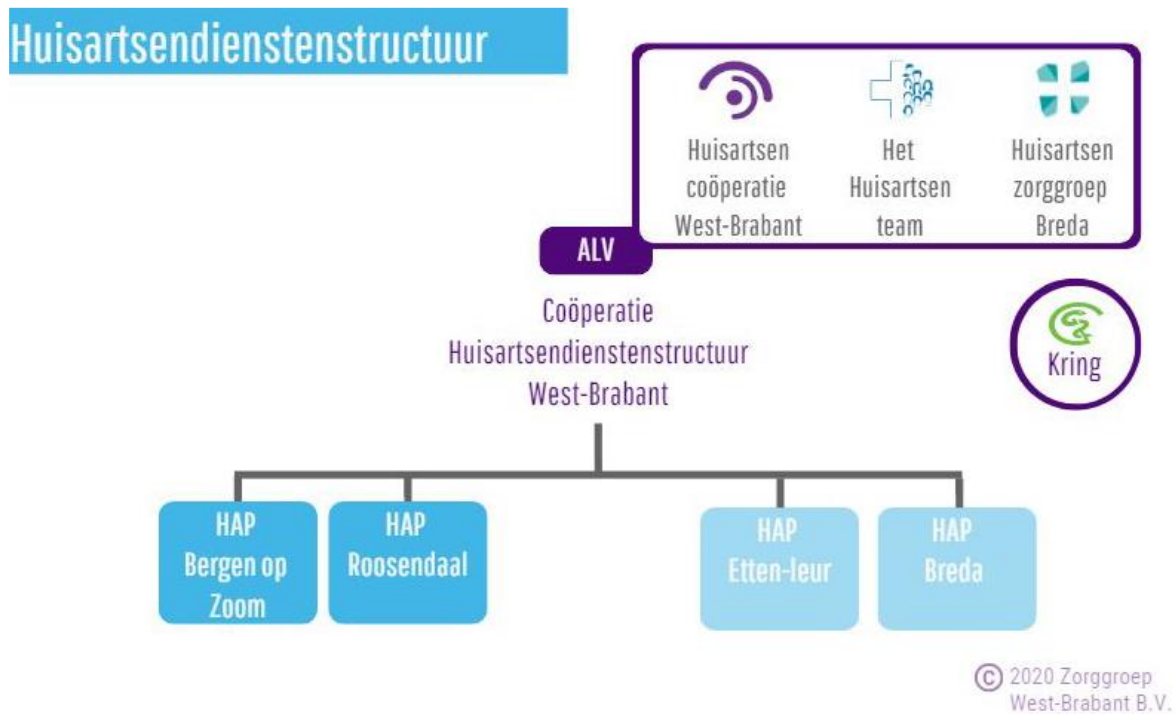 Huisartsendienstenstructuur
Huisartsen
coöperatie
West-Brabant
Het
Huisartsen
team
Huisartsen
zorggroep
Breda
ALV
Coöperatie
Huisartsendienstenstructuur
West-Brabant
Kring
HAP
Bergen op
Zoom
HAP
Roosendaal
HAP
Etten-leur
HAP
Breda
© 2020 Zorggroep
West-Brabant B.V.